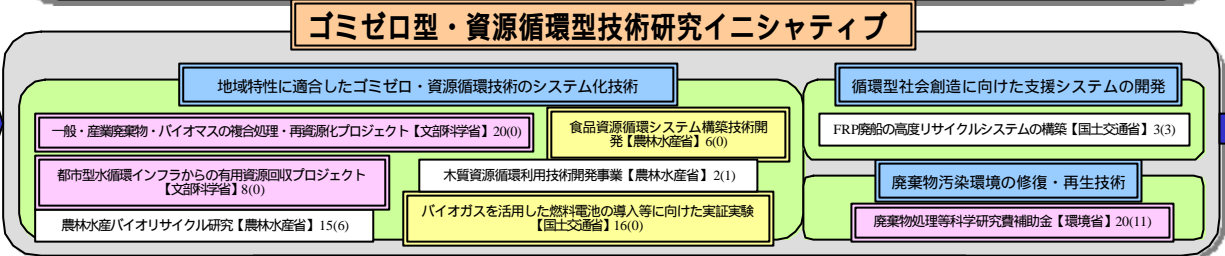 ゴミゼロ型・資源循環型技術研究イニシャティブ
地域特性に適合したゴミゼロ・資源循環技術のシステム化技術
一般・産業廃棄物・バイオマスの複合処理・再資源化プロジェクト【文部科学省】20(0)
都市型水循環インフラからの有用資源回収プロジェクト
【文部科学省】8(0)
農林水産バイオリサイクル研究【農林水産省】15(6)
食品資源循環システム構築技術開
発【農林水産省】6(0)
木質資源循環利用技術開発事業【農林水産省】2(1)
バイオガスを活用した燃料電池の導入等に向けた実証実験
【国土交通省】16(0)
循環型社会創造に向けた支援システムの開発
FRP廃船の高度リサイクルシステムの構築【国土交通省】3(3)
廃棄物汚染環境の修復・再生技術
廃棄物処理等科学研究費補助金【環境省】20(11)